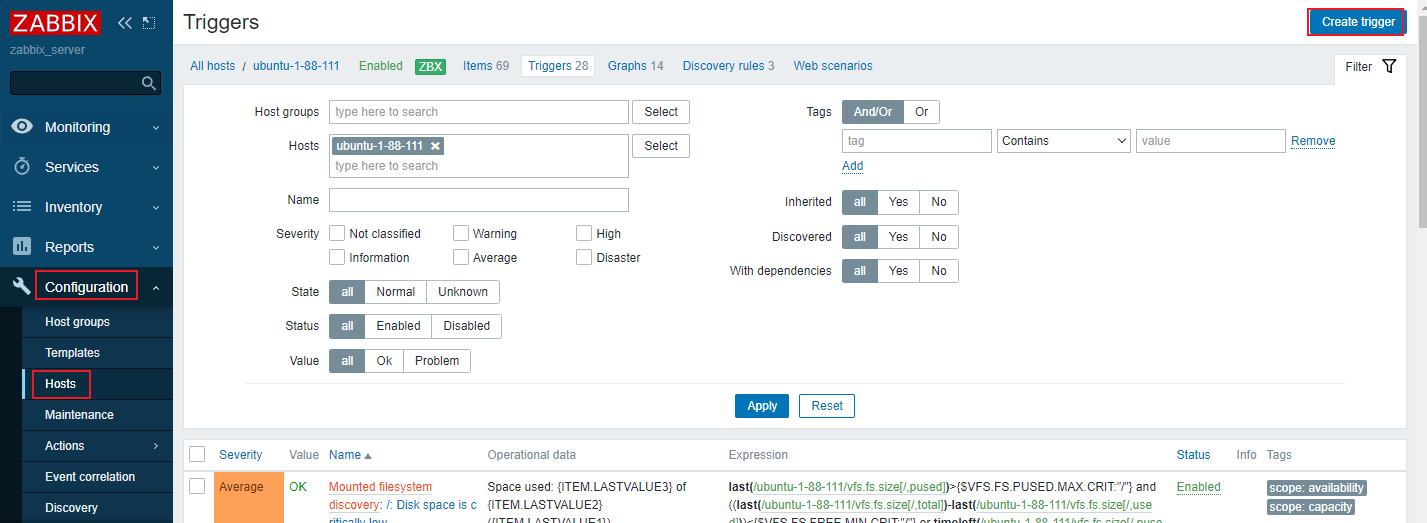 ZABBIX
zabbix_server
Monitoring
Services
Inventory
Reports
Configuration
Host groups
Templates
Hosts
Maintenance
Actions
Event correlation
Discovery
Triggers
Create trigger
All hosts / ubuntu-1-88-111 Enabled ZBX Items 69 Triggers 28 Graphs 14 Discovery rules 3 Web scenarios
Filter
Host groups type here to search Select
Hosts ubuntu-1-88-111 Select
type here to search
Name
Severity Not classified Warning High
Information Average Disaster
State all Normal Unknown
Status all Enabled Disabled
Value all Ok Problem
Tags And/Or Or
tag Contains value Remove
Add
Inherited all Yes No
Discovered all Yes No
With dependencies all Yes No
Apply Reset
Severity Value Name Operational data Expression Status Info Tags
Average OK Mounted filesystem Space used: {ITEM.LASTVALUE3} of last(/ubuntu-1-88-111/vfs.fs.size[/,pused])>{$VFS.FS.PUSED.MAX.CRIT:"/"} and Enabled scope: availability
discovery: /: Disk space is c {ITEM.LASTVALUE2} ((last(/ubuntu-1-88-111/vfs.fs.size[/,total])-last(/ubuntu-1-88-111/vfs.fs.size[/,use scope: capacity
ritically low ({ITEM.LASTVALUE1}) d]))<{$VFS.FS.FREE.MIN.CRIT:"/"} or timeleft(/ubuntu-1-88-111/vfs.fs.size[/,puse